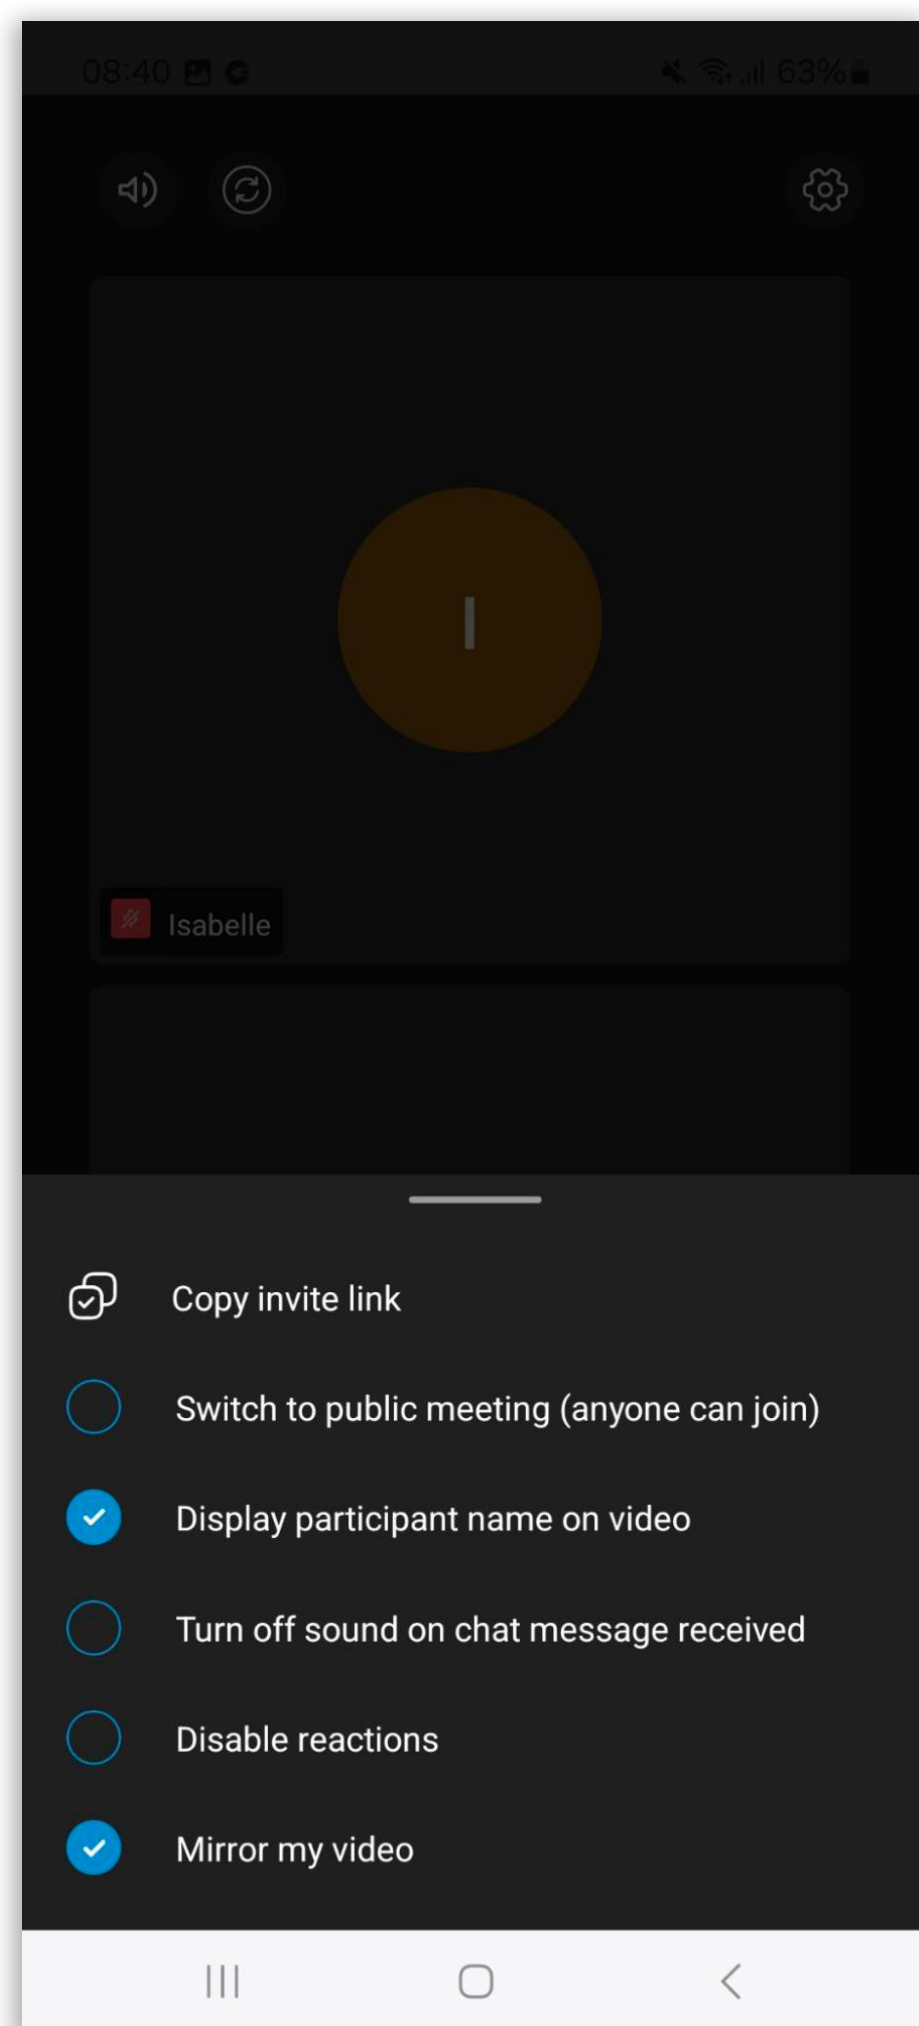 08:40 63%
I
Isabelle
Copy invite link
Switch to public meeting (anyone can join)
Display participant name on video
Turn off sound on chat message received
Disable reactions
Mirror my video